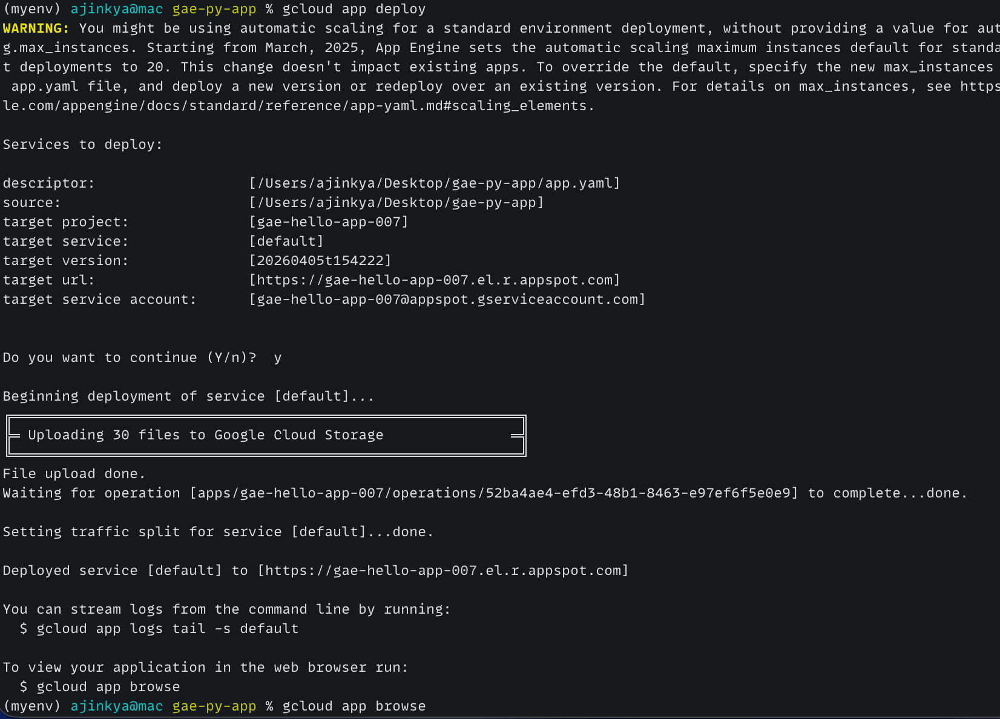 (myenv) ajinkya@mac gae-py-app % gcloud app deploy
WARNING: You might be using automatic scaling for a standard environment deployment, without providing a value for aut
g.max_instances. Starting from March, 2025, App Engine sets the automatic scaling maximum instances default for standa
t deployments to 20. This change doesn't impact existing apps. To override the default, specify the new max_instances
app.yaml file, and deploy a new version or redeploy over an existing version. For details on max_instances, see https
le.com/appengine/docs/standard/reference/app-yaml.md#scaling_elements.
Services to deploy:
descriptor: [/Users/ajinkya/Desktop/gae-py-app/app.yaml]
source: [/Users/ajinkya/Desktop/gae-py-app]
target project: [gae-hello-app-007]
target service: [default]
target version: [20260405t154222]
target url: [https://gae-hello-app-007.el.r.appspot.com]
target service account: [gae-hello-app-007@appspot.gserviceaccount.com]
Do you want to continue (Y/n)? y
Beginning deployment of service [default]...
Uploading 30 files to Google Cloud Storage
File upload done.
Waiting for operation [apps/gae-hello-app-007/operations/52ba4ae4-efd3-48b1-8463-e97ef6f5e0e9] to complete...done.
Setting traffic split for service [default]...done.
Deployed service [default] to [https://gae-hello-app-007.el.r.appspot.com]
You can stream logs from the command line by running:
$ gcloud app logs tail -s default
To view your application in the web browser run:
$ gcloud app browse
(myenv) ajinkya@mac gae-py-app % gcloud app browse